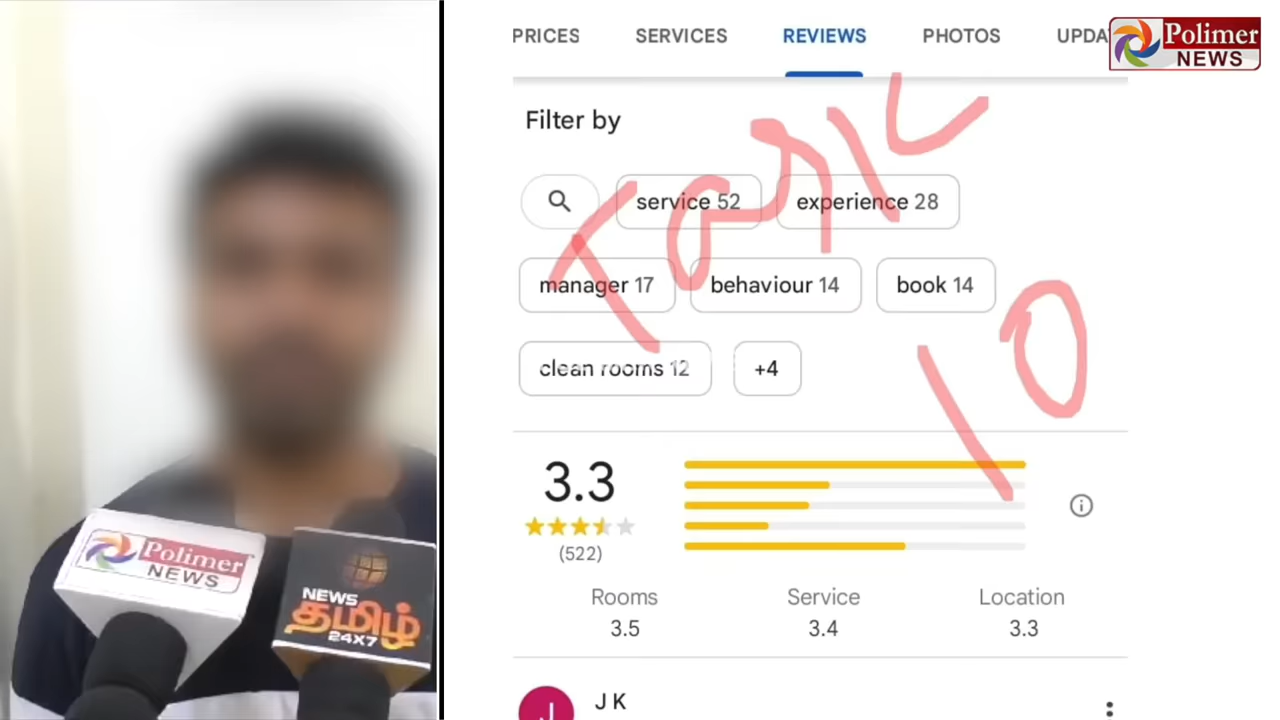 PRICES SERVICES REVIEWS PHOTOS UPDA
Polimer
NEWS
Filter by
Task
service 52 experience 28
manager 17 behaviour 14 book 14
10
clean rooms 12 +4
3.3
(522)
Rooms Service Location
3.5 3.4 3.3
J J K
Polimer
NEWS
NEWS
தமிழ்
24X7